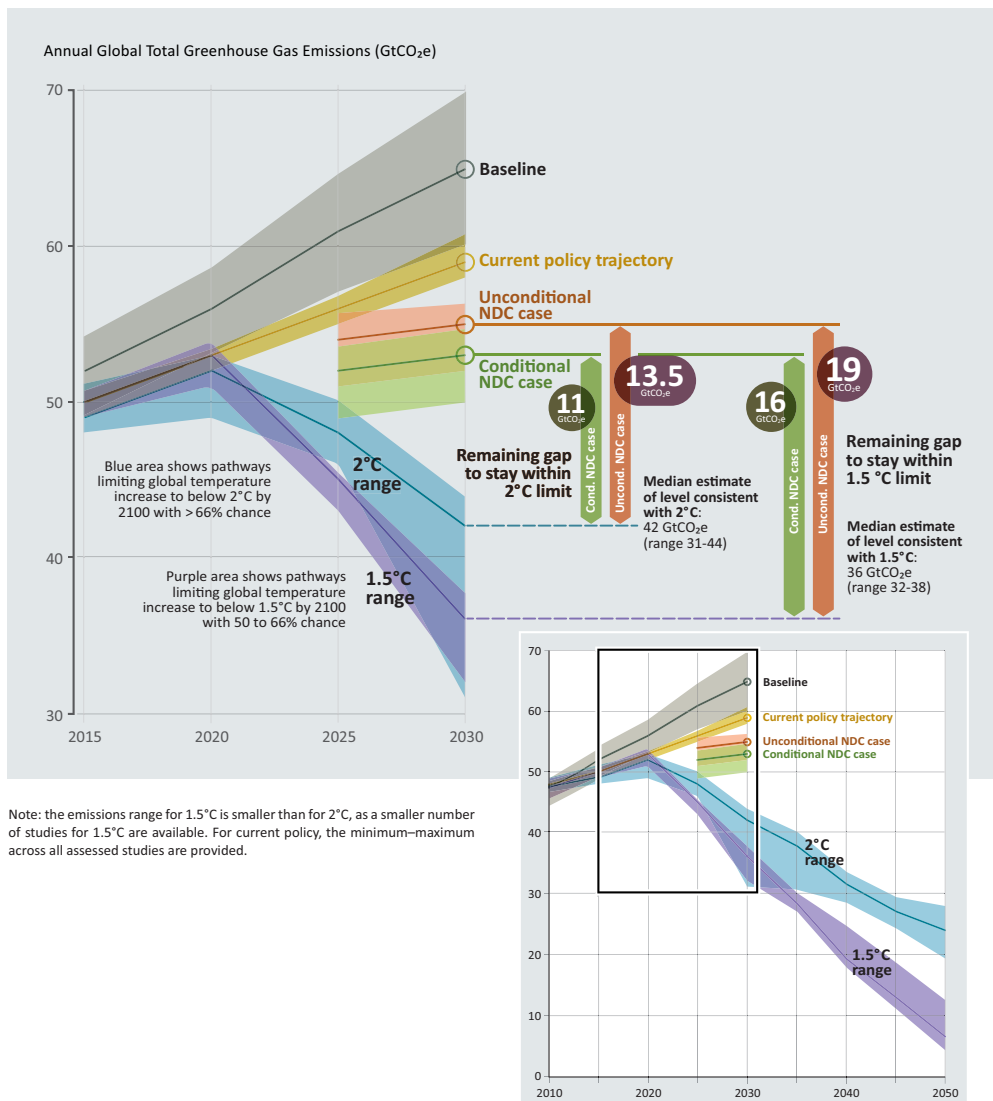 Annual Global Total Greenhouse Gas Emissions (GtCO₂e)
70
60
50
40
30
2015
2020
2025
2030
Baseline
Current policy trajectory
Unconditional
NDC case
Conditional
NDC case
11
GtCO₂e
13.5
GtCO₂e
16
GtCO₂e
19
GtCO₂e
Cond. NDC case
Uncond. NDC case
Cond. NDC case
Uncond. NDC case
Remaining gap
to stay within
2°C limit
Remaining gap
to stay within
1.5 °C limit
Median estimate
of level consistent
with 2°C:
42 GtCO₂e
(range 31-44)
Median estimate
of level consistent
with 1.5°C:
36 GtCO₂e
(range 32-38)
2°C
range
1.5°C
range
Blue area shows pathways
limiting global temperature
increase to below 2°C by
2100 with >66% chance
Purple area shows pathways
limiting global temperature
increase to below 1.5°C by 2100
with 50 to 66% chance
70
60
50
40
30
20
10
0
2010
2020
2030
2040
2050
Baseline
Current policy trajectory
Unconditional NDC case
Conditional NDC case
2°C
range
1.5°C
range
Note: the emissions range for 1.5°C is smaller than for 2°C, as a smaller number
of studies for 1.5°C are available. For current policy, the minimum–maximum
across all assessed studies are provided.